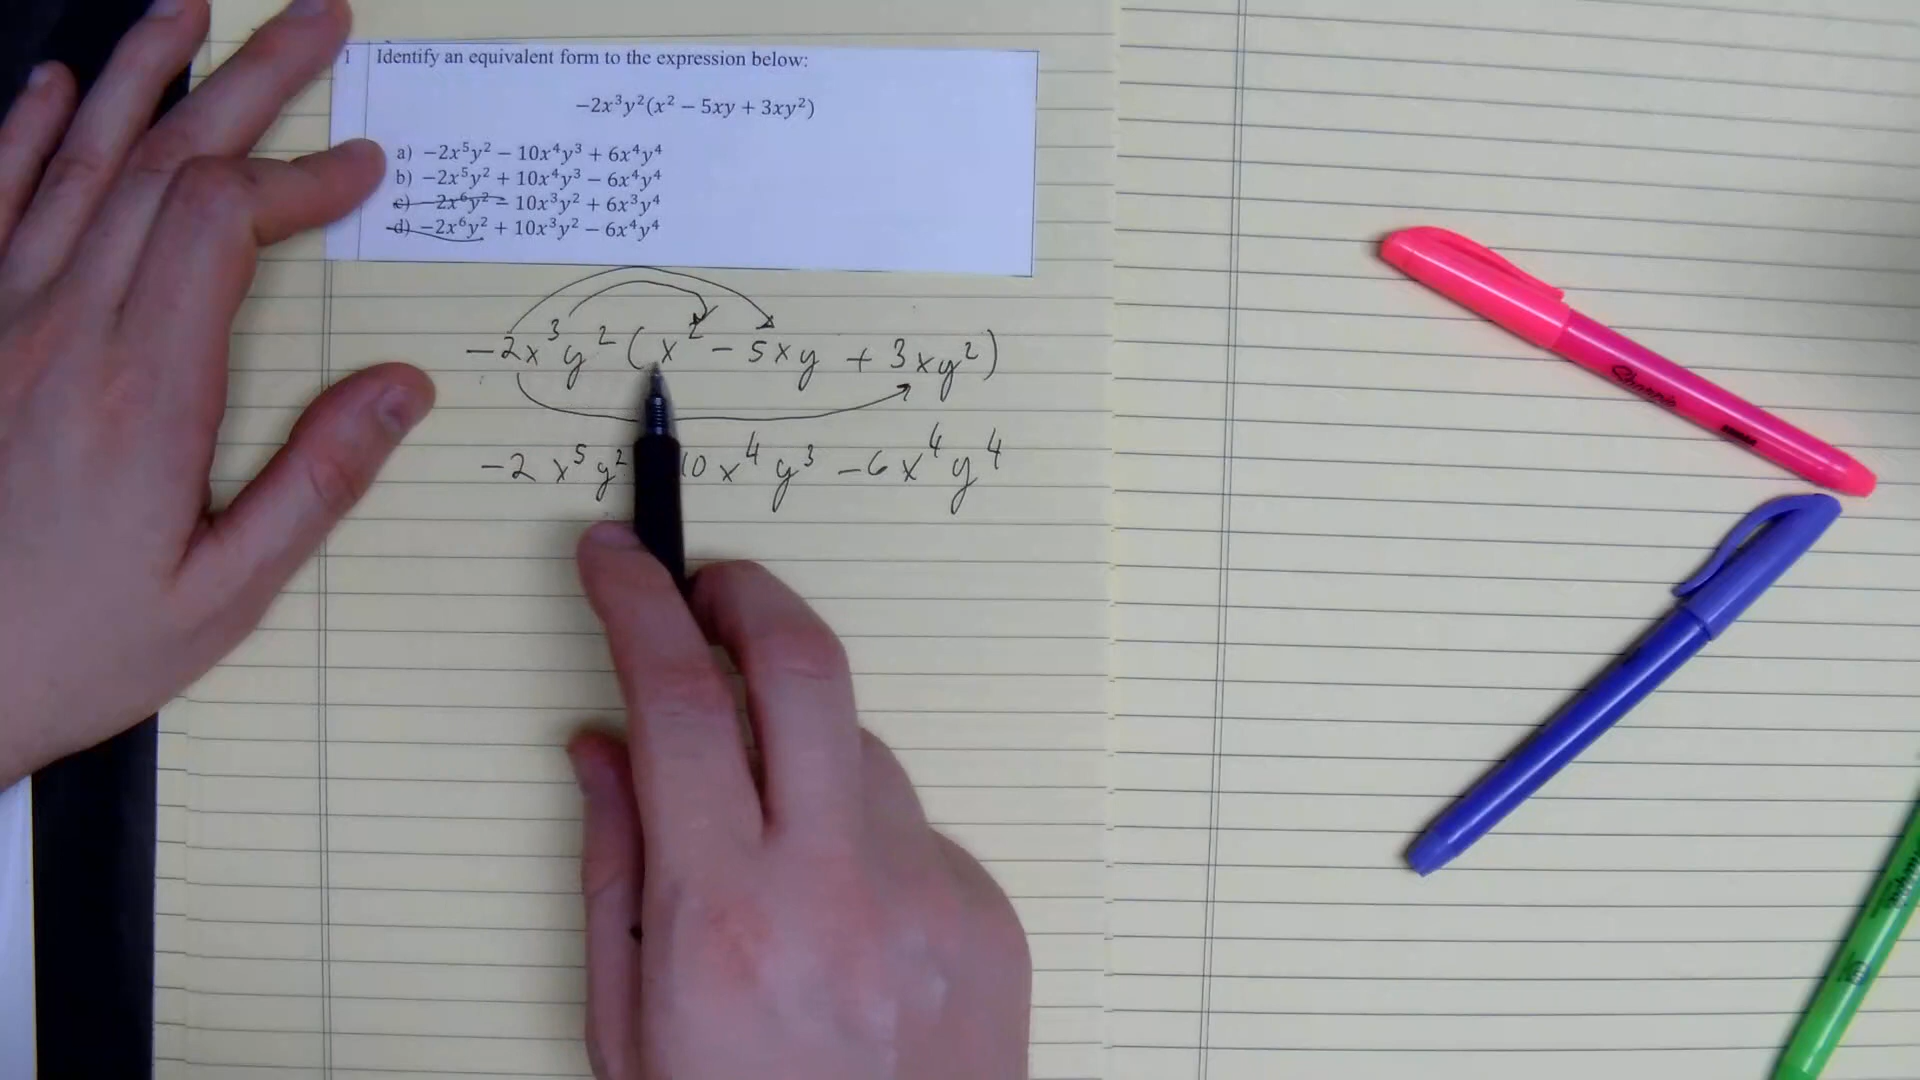 1 Identify an equivalent form to the expression below:
−2x³y²(x² − 5xy + 3xy²)
a) −2x⁵y² − 10x⁴y³ + 6x⁴y⁴
b) −2x⁵y² + 10x⁴y³ − 6x⁴y⁴
c) −2x⁶y² − 10x³y² + 6x³y⁴
d) −2x⁶y² + 10x³y² − 6x⁴y⁴
−2x³y²(x² − 5xy + 3xy²)
−2x⁵y² 10x⁴y³ −6x⁴y⁴
Sharpie